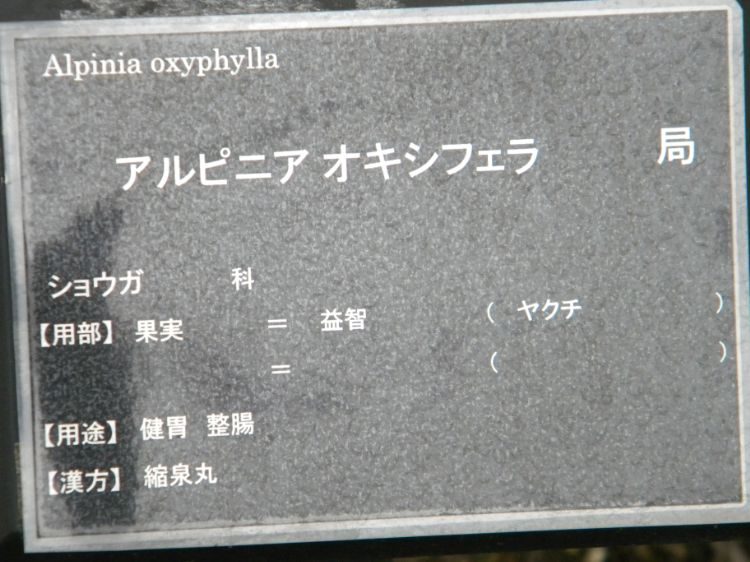 Alpinia oxyphylla
アルピニア オキシフェラ 局
ショウガ 科
【用部】 果実 ＝ 益智 （ ヤクチ ）
＝ （ ）
【用途】 健胃 整腸
【漢方】 縮泉丸